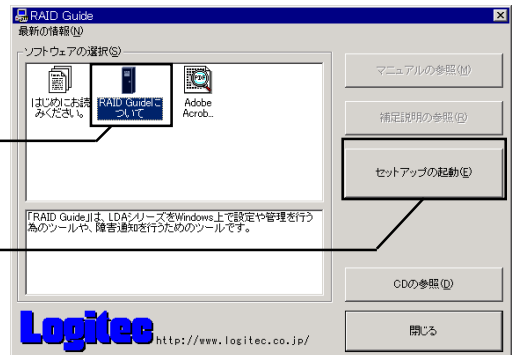 RAID Guide
最新の情報(N)
ソフトウェアの選択(S)
はじめにお読
みください。
RAID Guideに
ついて
Adobe
Acrob...
マニュアルの参照(M)
補足説明の参照(R)
セットアップの起動(E)
「RAID Guide」は、LDAシリーズをWindows上で設定や管理を行う
為のツールや、障害通知を行うためのツールです。
CDの参照(D)
閉じる
Logitec http://www.logitec.co.jp/